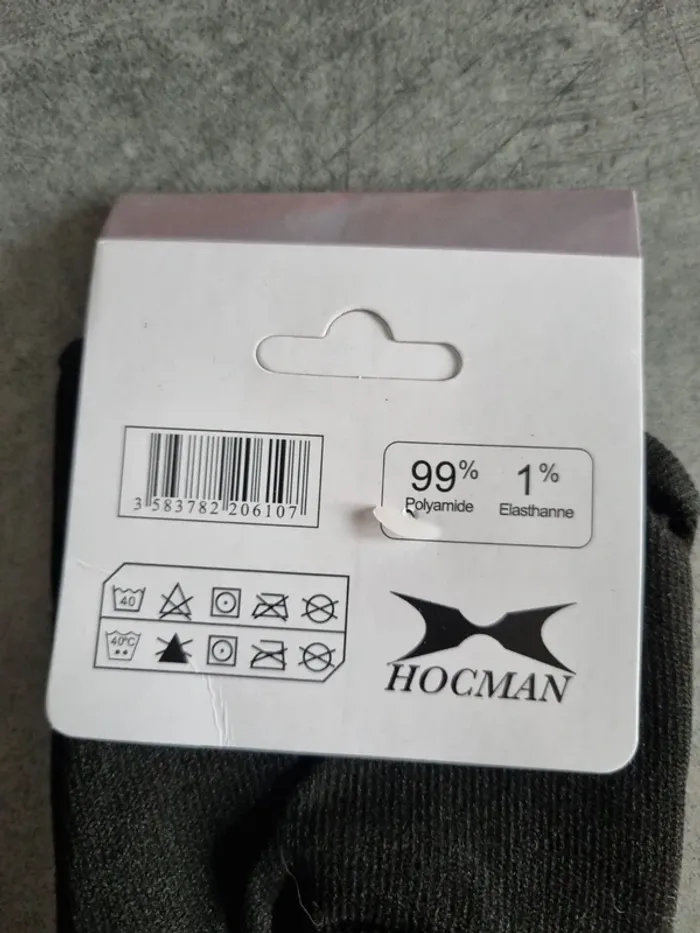 99% 1%
Polyamide Elasthanne
3 583782 206107
40
40°C
HOCMAN